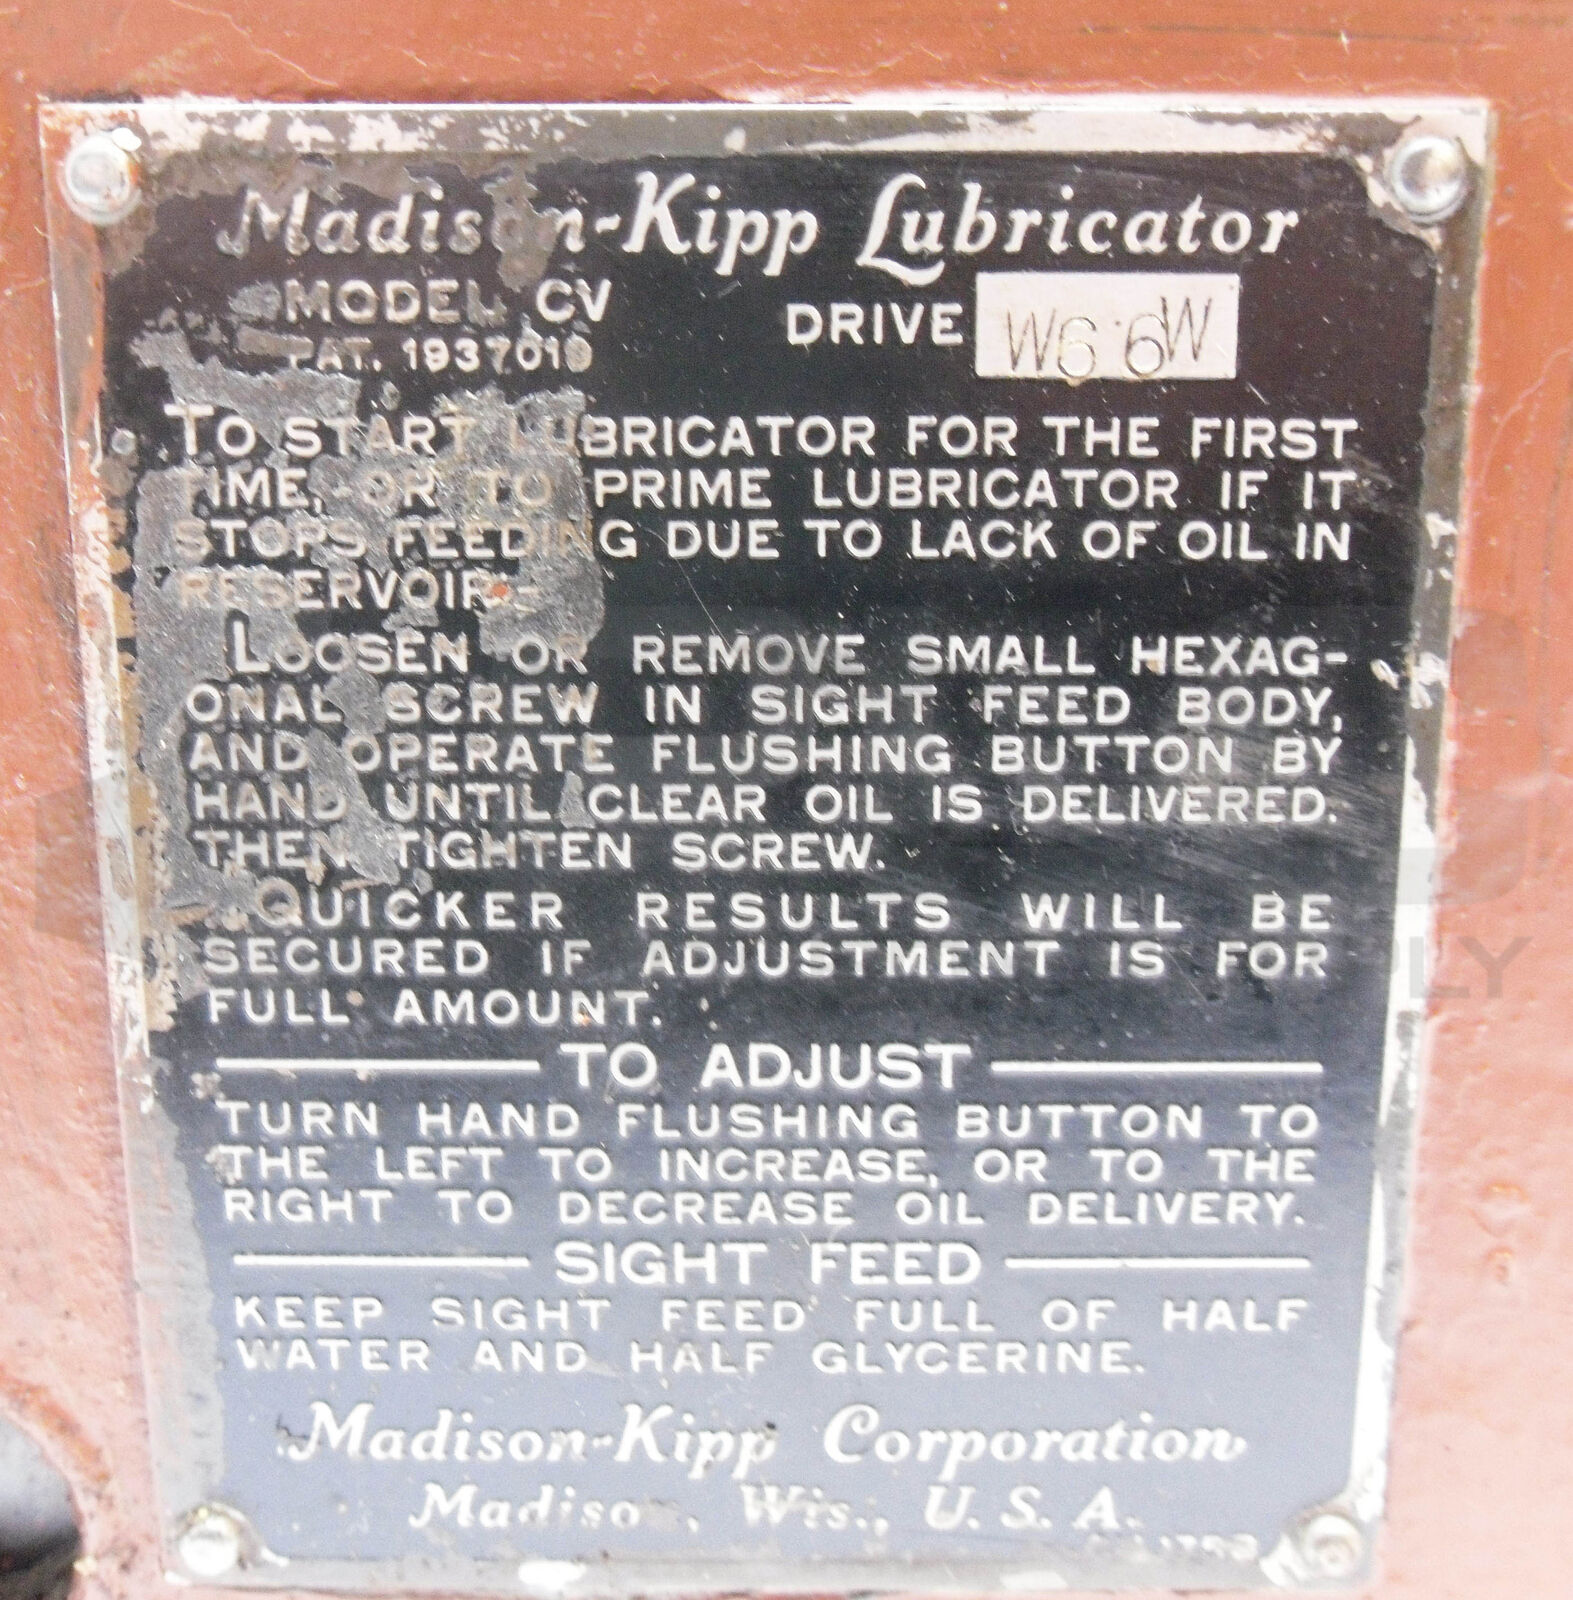 Madison-Kipp Lubricator
MODEL CV DRIVE W66W
PAT. 1937019
TO START LUBRICATOR FOR THE FIRST
TIME, OR TO PRIME LUBRICATOR IF IT
STOPS FEEDING DUE TO LACK OF OIL IN
RESERVOIR:-
LOOSEN OR REMOVE SMALL HEXAG-
ONAL SCREW IN SIGHT FEED BODY,
AND OPERATE FLUSHING BUTTON BY
HAND UNTIL CLEAR OIL IS DELIVERED.
THEN TIGHTEN SCREW.
QUICKER RESULTS WILL BE
SECURED IF ADJUSTMENT IS FOR
FULL AMOUNT.
TO ADJUST
TURN HAND FLUSHING BUTTON TO
THE LEFT TO INCREASE, OR TO THE
RIGHT TO DECREASE OIL DELIVERY.
SIGHT FEED
KEEP SIGHT FEED FULL OF HALF
WATER AND HALF GLYCERINE.
Madison-Kipp Corporation
Madison, Wis., U. S. A.